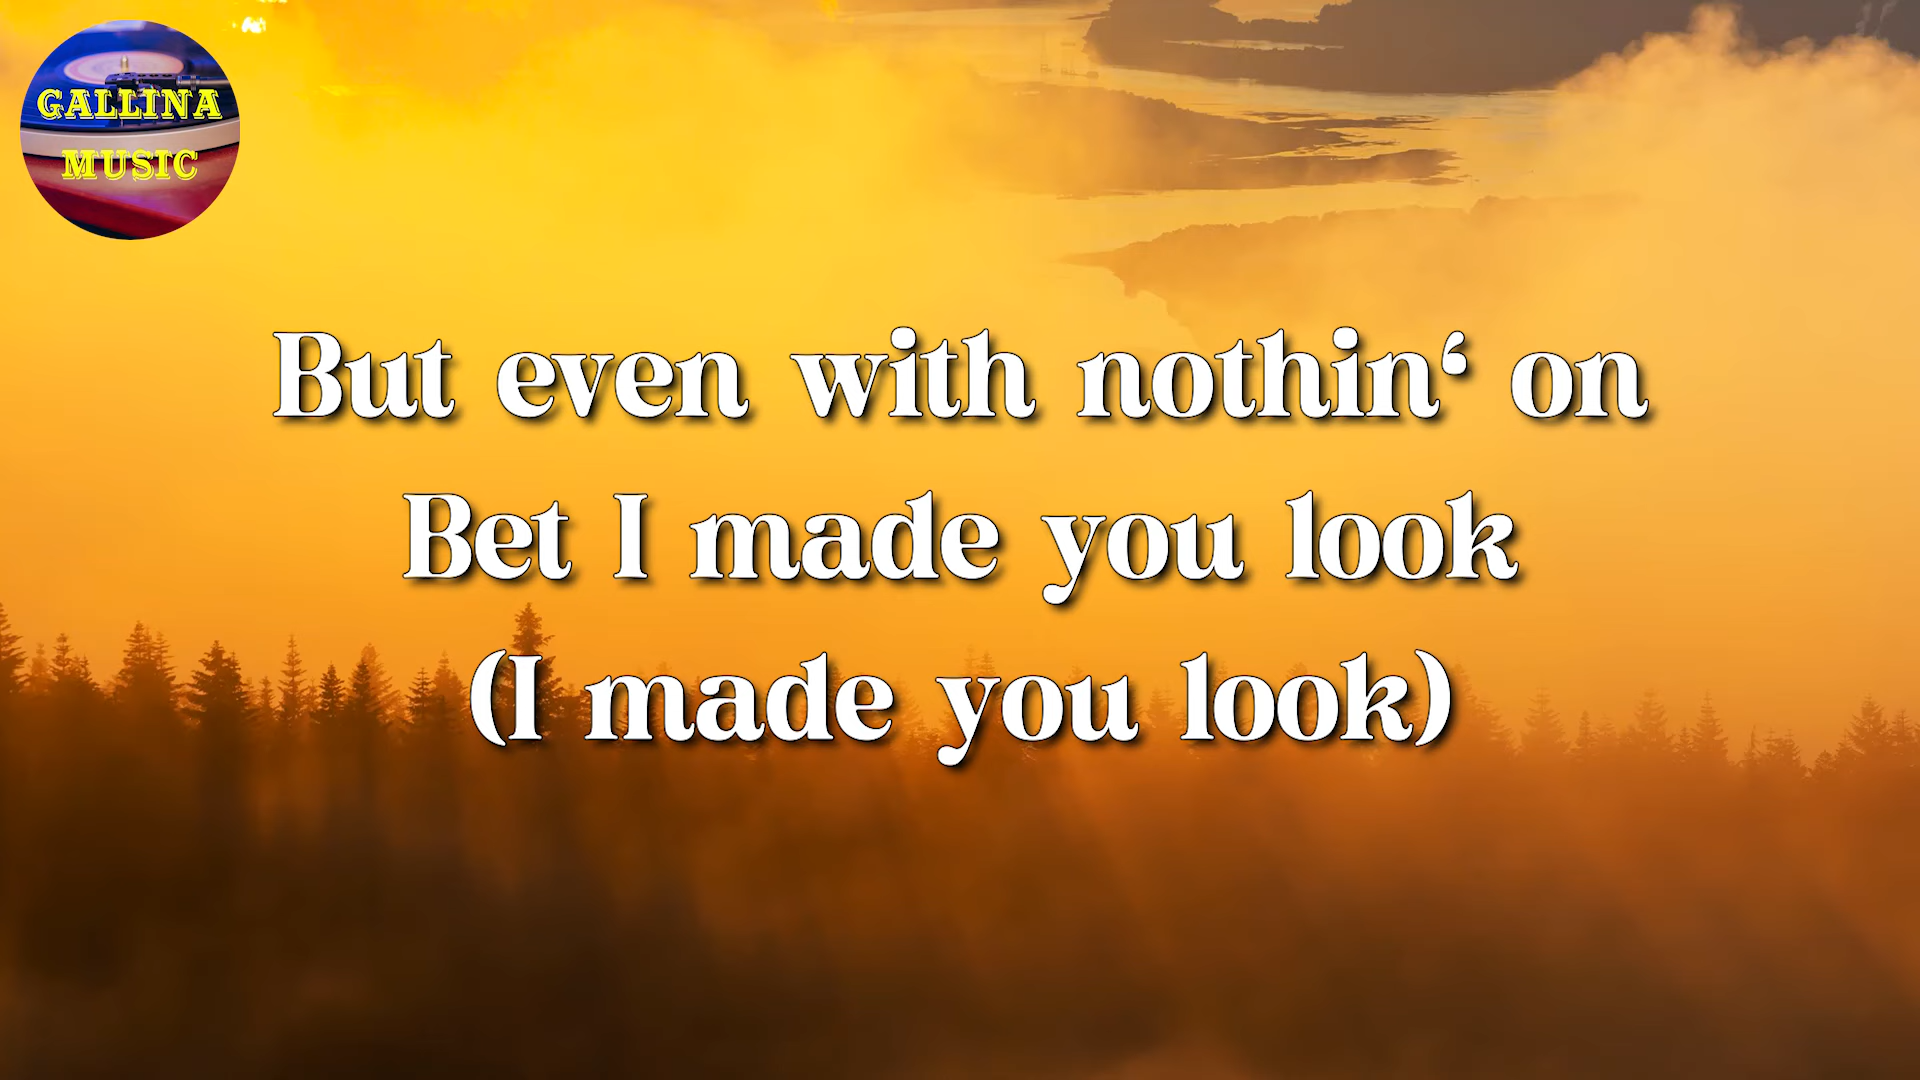 GALLINA
MUSIC
But even with nothin‘ on
Bet I made you look
(I made you look)